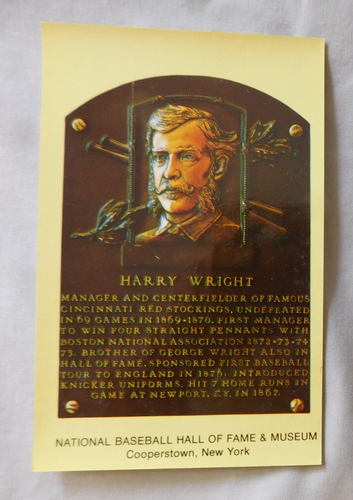 HARRY WRIGHT
MANAGER AND CENTERFIELDER OF FAMOUS
CINCINNATI RED STOCKINGS, UNDEFEATED
IN 69 GAMES IN 1869-1870. FIRST MANAGER
TO WIN FOUR STRAIGHT PENNANTS WITH
BOSTON NATIONAL ASSOCIATION 1872-73-74
75. BROTHER OF GEORGE WRIGHT ALSO IN
HALL OF FAME. SPONSORED FIRST BASEBALL
TOUR TO ENGLAND IN 1876. INTRODUCED
KNICKER UNIFORMS. HIT 7 HOME RUNS IN
GAME AT NEWPORT, KY. IN 1867.
NATIONAL BASEBALL HALL OF FAME & MUSEUM
Cooperstown, New York